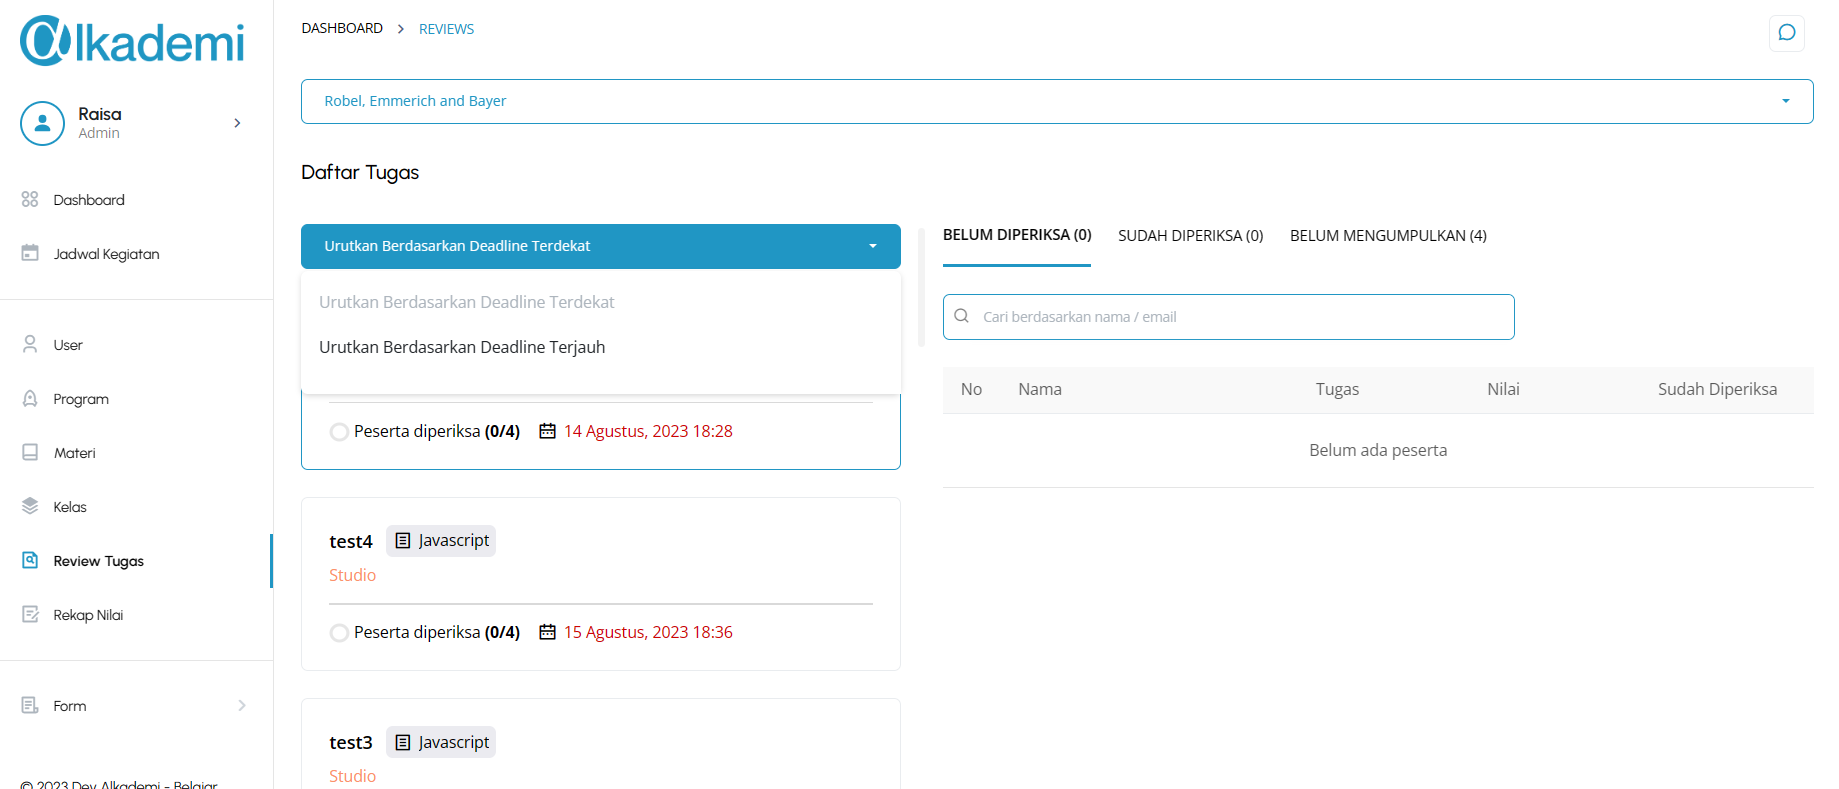 @lkademi
DASHBOARD > REVIEWS
Robel, Emmerich and Bayer
Raisa
Admin
Dashboard
Jadwal Kegiatan
User
Program
Materi
Kelas
Review Tugas
Rekap Nilai
Form
© 2023 Dev Alkademi - Belajar
Daftar Tugas
Urutkan Berdasarkan Deadline Terdekat
Urutkan Berdasarkan Deadline Terdekat
Urutkan Berdasarkan Deadline Terjauh
Peserta diperiksa (0/4) 14 Agustus, 2023 18:28
test4 Javascript
Studio
Peserta diperiksa (0/4) 15 Agustus, 2023 18:36
test3 Javascript
Studio
BELUM DIPERIKSA (0) SUDAH DIPERIKSA (0) BELUM MENGUMPULKAN (4)
Cari berdasarkan nama / email
No Nama Tugas Nilai Sudah Diperiksa
Belum ada peserta